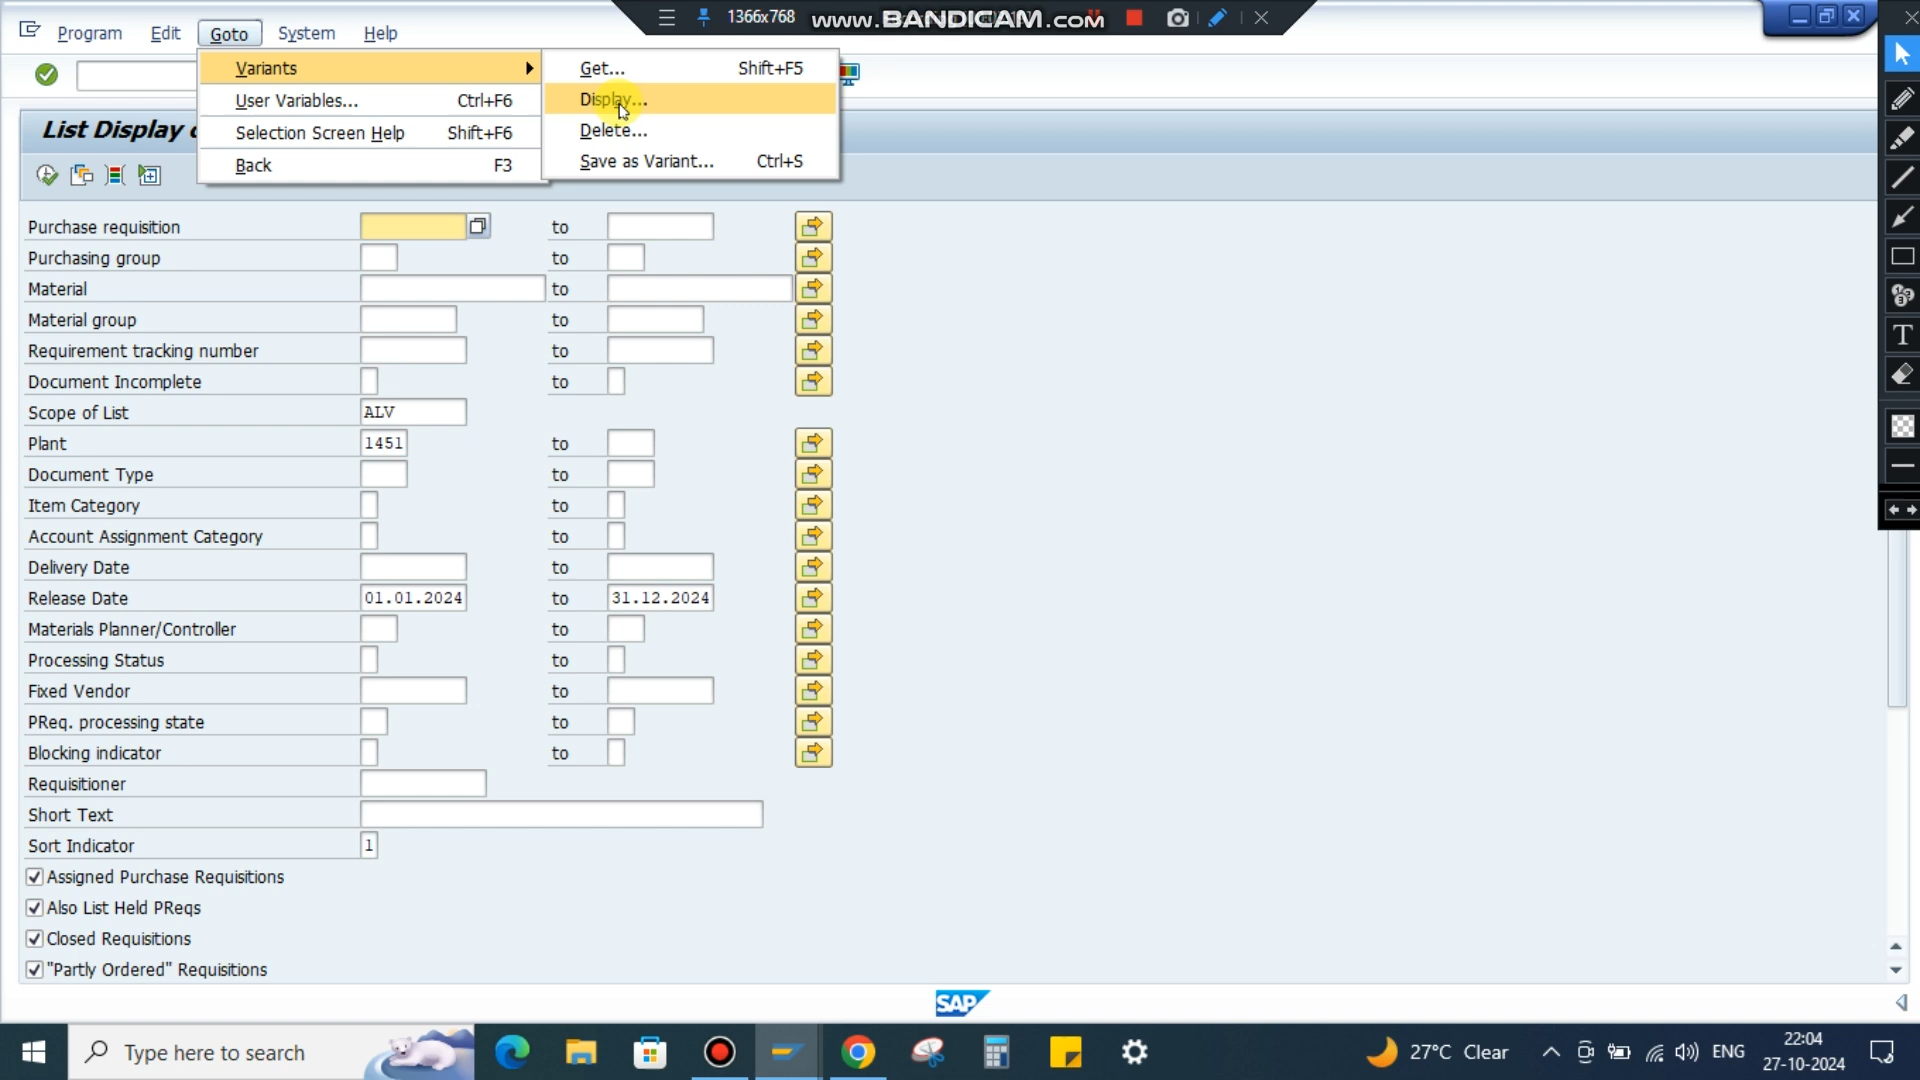 1366x768
www.BANDICAM.com
Program Edit Goto System Help
Variants
Get... Shift+F5
User Variables... Ctrl+F6
Display...
List Display
Selection Screen Help Shift+F6
Delete...
Back F3
Save as Variant... Ctrl+S
Purchase requisition to
Purchasing group to
Material to
Material group to
Requirement tracking number to
Document Incomplete to
Scope of List ALV
Plant 1451 to
Document Type to
Item Category to
Account Assignment Category to
Delivery Date to
Release Date 01.01.2024 to 31.12.2024
Materials Planner/Controller to
Processing Status to
Fixed Vendor to
PReq. processing state to
Blocking indicator to
Requisitioner
Short Text
Sort Indicator 1
Assigned Purchase Requisitions
Also List Held PReqs
Closed Requisitions
"Partly Ordered" Requisitions
SAP
Type here to search
27°C Clear
ENG
22:04
27-10-2024